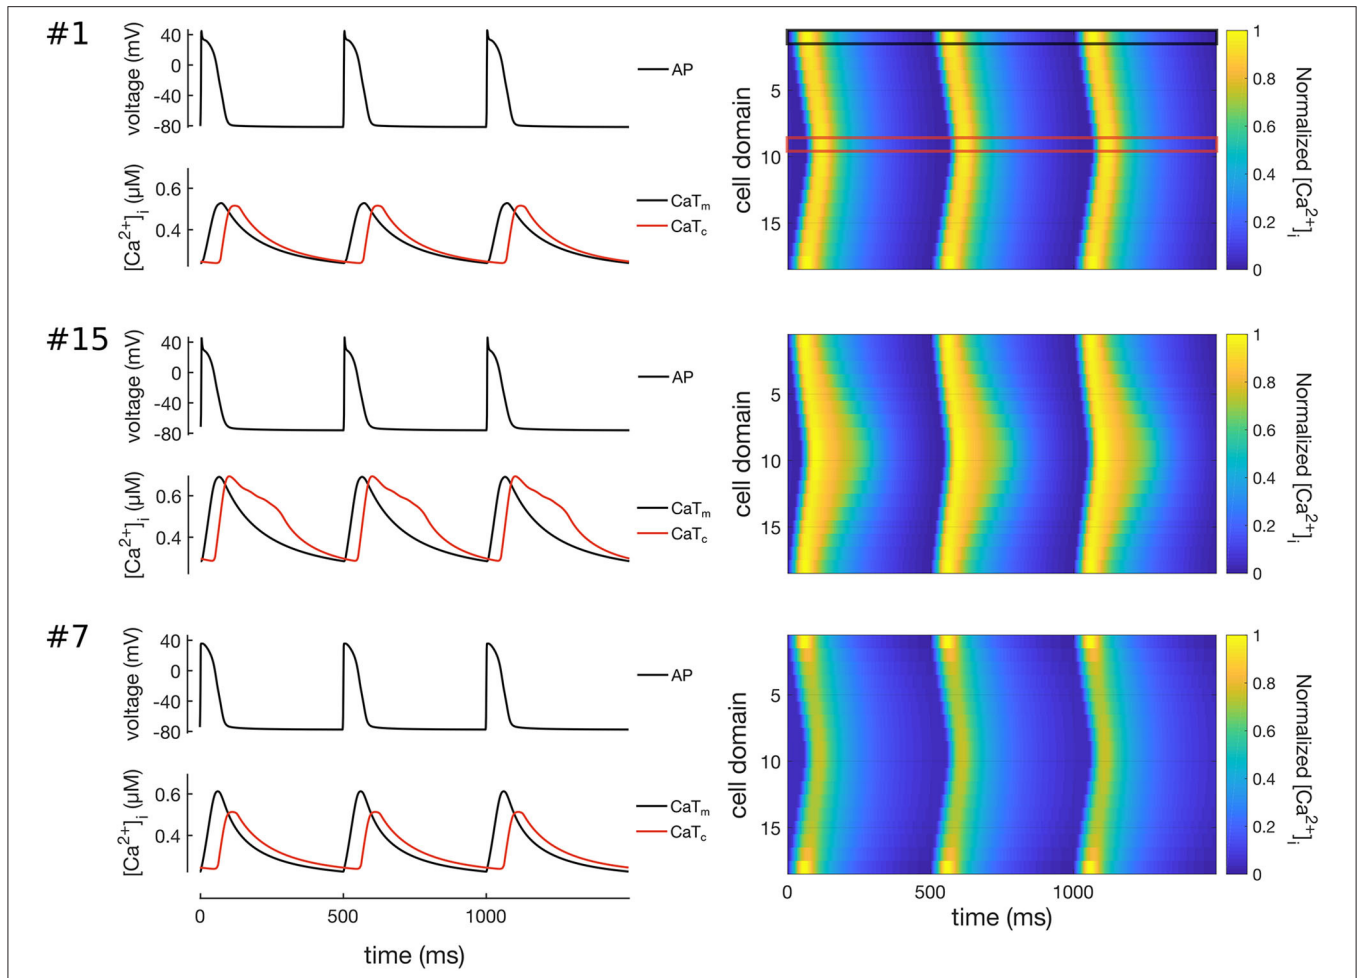 #1
voltage (mV)
40
0
-40
-80
AP
[Ca²⁺]ᵢ (µM)
0.6
0.4
CaTₘ
CaT꜀
cell domain
5
10
15
1
0.8
0.6
0.4
0.2
0
Normalized [Ca²⁺]ᵢ
#15
voltage (mV)
40
0
-40
-80
AP
[Ca²⁺]ᵢ (µM)
0.6
0.4
CaTₘ
CaT꜀
cell domain
5
10
15
1
0.8
0.6
0.4
0.2
0
Normalized [Ca²⁺]ᵢ
#7
voltage (mV)
40
0
-40
-80
AP
[Ca²⁺]ᵢ (µM)
0.6
0.4
CaTₘ
CaT꜀
0 500 1000
time (ms)
cell domain
5
10
15
0 500 1000
time (ms)
1
0.8
0.6
0.4
0.2
0
Normalized [Ca²⁺]ᵢ